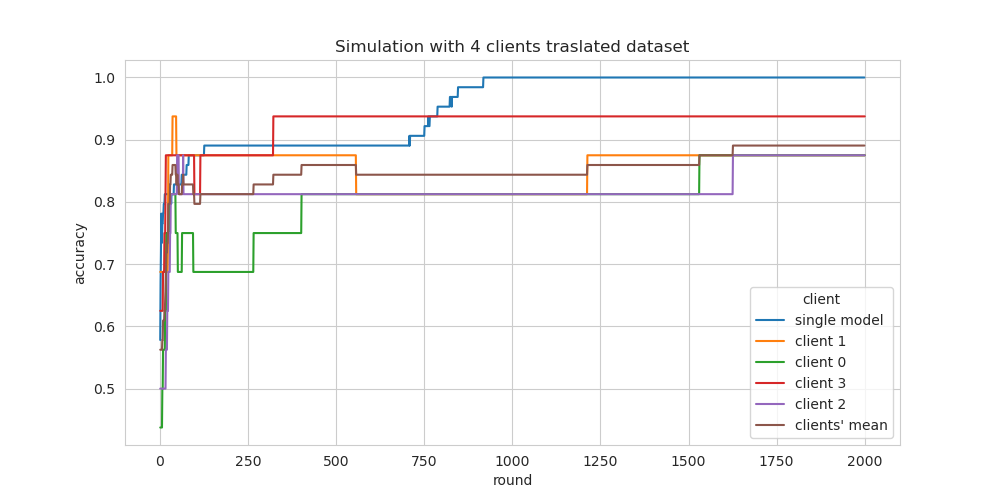 Simulation with 4 clients traslated dataset
1.0
0.9
0.8
0.7
0.6
0.5
accuracy
0
250
500
750
1000
1250
1500
1750
2000
round
client
single model
client 1
client 0
client 3
client 2
clients' mean